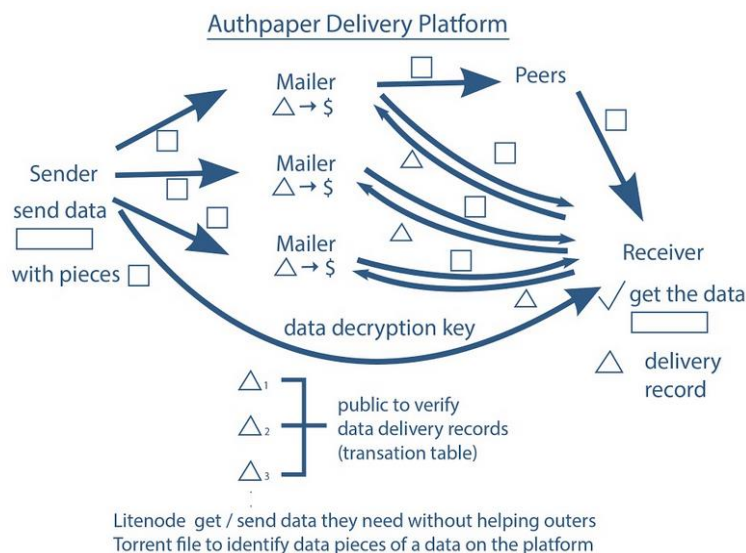 Authpaper Delivery Platform
Mailer
→ $
Peers
Sender
send data
with pieces
Mailer
→ $
Mailer
→ $
Receiver
get the data
data decryption key
delivery
record
1
2
3
public to verify
data delivery records
(transation table)
Litenode get / send data they need without helping outers
Torrent file to identify data pieces of a data on the platform